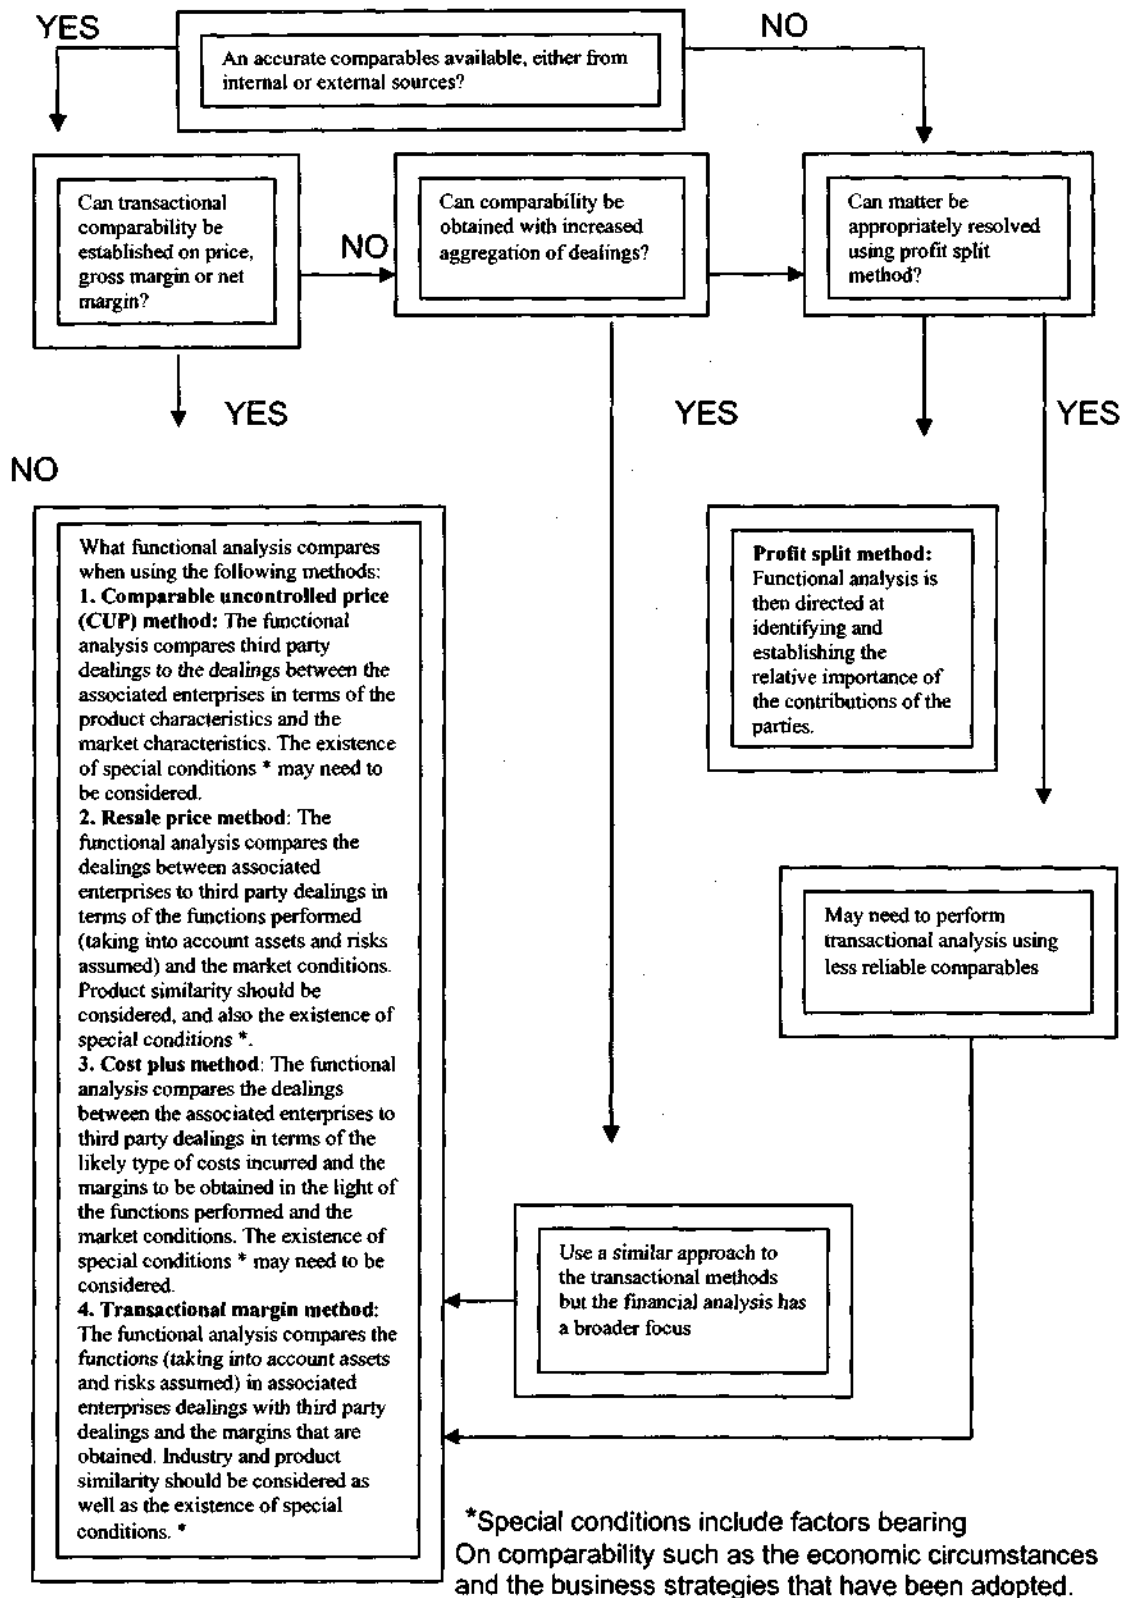 YES
NO
An accurate comparables available, either from
internal or external sources?
Can transactional
comparability be
established on price,
gross margin or net
margin?
NO
Can comparability be
obtained with increased
aggregation of dealings?
Can matter be
appropriately resolved
using profit split
method?
YES
YES
YES
NO
What functional analysis compares
when using the following methods:
1. Comparable uncontrolled price
(CUP) method: The functional
analysis compares third party
dealings to the dealings between the
associated enterprises in terms of the
product characteristics and the
market characteristics. The existence
of special conditions * may need to
be considered.
2. Resale price method: The
functional analysis compares the
dealings between associated
enterprises to third party dealings in
terms of the functions performed
(taking into account assets and risks
assumed) and the market conditions.
Product similarity should be
considered, and also the existence of
special conditions *.
3. Cost plus method: The functional
analysis compares the dealings
between the associated enterprises to
third party dealings in terms of the
likely type of costs incurred and the
margins to be obtained in the light of
the functions performed and the
market conditions. The existence of
special conditions * may need to be
considered.
4. Transactional margin method:
The functional analysis compares the
functions (taking into account assets
and risks assumed) in associated
enterprises dealings with third party
dealings and the margins that are
obtained. Industry and product
similarity should be considered as
well as the existence of special
conditions. *
Profit split method:
Functional analysis is
then directed at
identifying and
establishing the
relative importance of
the contributions of the
parties.
May need to perform
transactional analysis using
less reliable comparables
Use a similar approach to
the transactional methods
but the financial analysis has
a broader focus
*Special conditions include factors bearing
On comparability such as the economic circumstances
and the business strategies that have been adopted.